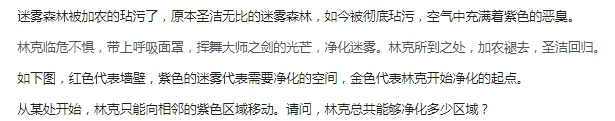 迷雾森林被加农的玷污了，原本圣洁无比的迷雾森林，如今被彻底玷污，空气中充满着紫色的恶臭。
林克临危不惧，带上呼吸面罩，挥舞大师之剑的光芒，净化迷雾。林克所到之处，加农褪去，圣洁回归。
如下图，红色代表墙壁，紫色的迷雾代表需要净化的空间，金色代表林克开始净化的起点。
从某处开始，林克只能向相邻的紫色区域移动。请问，林克总共能够净化多少区域？